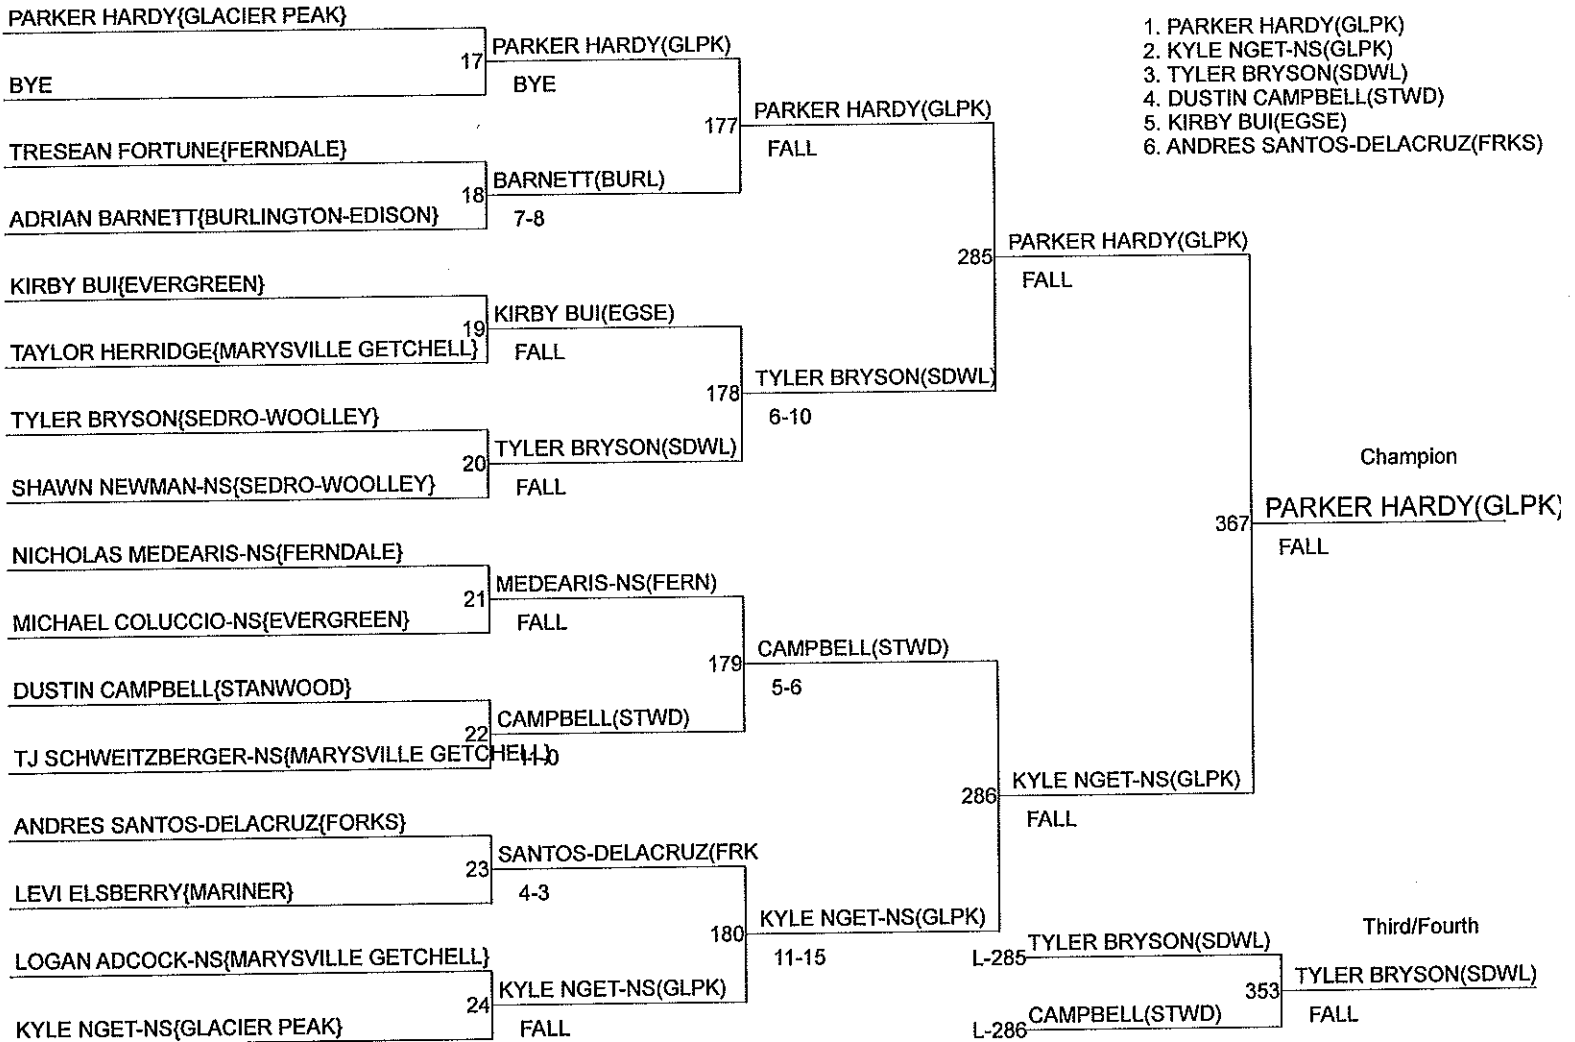 PARKER HARDY{GLACIER PEAK}
BYE
TRESEAN FORTUNE{FERNDALE}
ADRIAN BARNETT{BURLINGTON-EDISON}
KIRBY BUI{EVERGREEN}
TAYLOR HERRIDGE{MARYSVILLE GETCHELL}
TYLER BRYSON{SEDRO-WOOLLEY}
SHAWN NEWMAN-NS{SEDRO-WOOLLEY}
NICHOLAS MEDEARIS-NS{FERNDALE}
MICHAEL COLUCCIO-NS{EVERGREEN}
DUSTIN CAMPBELL{STANWOOD}
TJ SCHWEITZBERGER-NS{MARYSVILLE GETCHELL}
ANDRES SANTOS-DELACRUZ{FORKS}
LEVI ELSBERRY{MARINER}
LOGAN ADCOCK-NS{MARYSVILLE GETCHELL}
KYLE NGET-NS{GLACIER PEAK}
17 PARKER HARDY(GLPK)
BYE
18 BARNETT(BURL)
7-8
19 KIRBY BUI(EGSE)
FALL
20 TYLER BRYSON(SDWL)
FALL
21 MEDEARIS-NS(FERN)
FALL
22 CAMPBELL(STWD)
23 SANTOS-DELACRUZ(FRK
4-3
24 KYLE NGET-NS(GLPK)
FALL
177 PARKER HARDY(GLPK)
FALL
178 TYLER BRYSON(SDWL)
6-10
179 CAMPBELL(STWD)
5-6
180 KYLE NGET-NS(GLPK)
11-15
285 PARKER HARDY(GLPK)
FALL
286 KYLE NGET-NS(GLPK)
FALL
Champion
367 PARKER HARDY(GLPK)
FALL
Third/Fourth
L-285 TYLER BRYSON(SDWL)
L-286 CAMPBELL(STWD)
353 TYLER BRYSON(SDWL)
FALL
1. PARKER HARDY(GLPK)
2. KYLE NGET-NS(GLPK)
3. TYLER BRYSON(SDWL)
4. DUSTIN CAMPBELL(STWD)
5. KIRBY BUI(EGSE)
6. ANDRES SANTOS-DELACRUZ(FRKS)